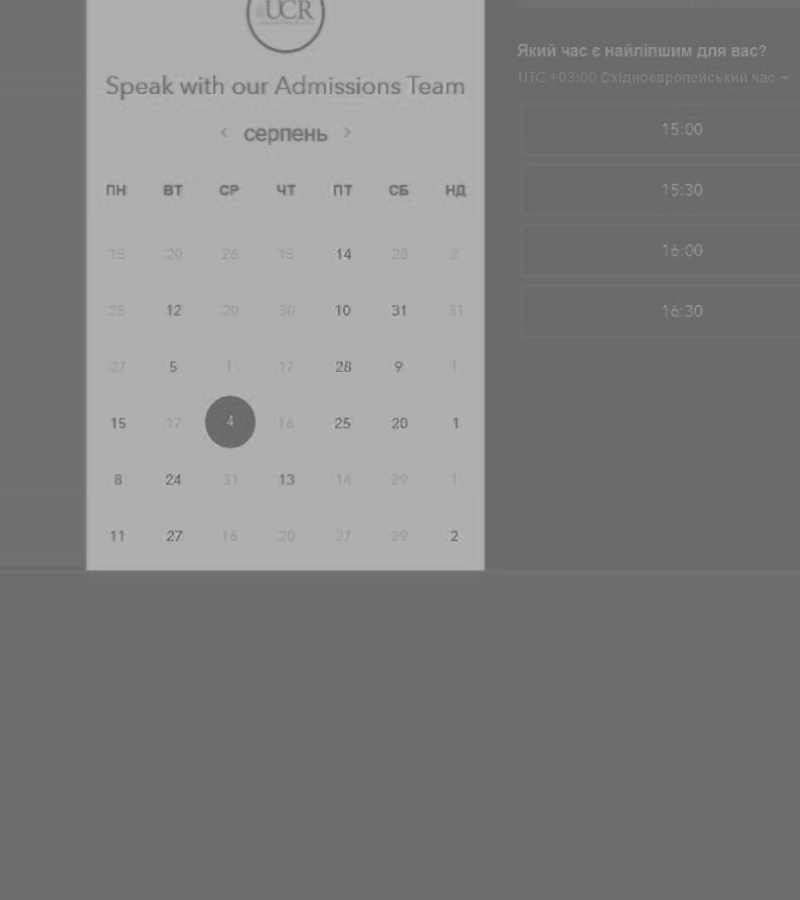 UCR
Speak with our Admissions Team
< серпень >
ПН ВТ СР ЧТ ПТ СБ НД
15 20 26 15 14 23 2
25 12 20 30 10 31 31
27 5 1 17 28 9 1
15 17 4 16 25 20 1
8 24 31 13 14 29 1
11 27 16 20 27 29 2
Який час є найліпшим для вас?
UTC +03:00 Східноєвропейський час
15:00
15:30
16:00
16:30